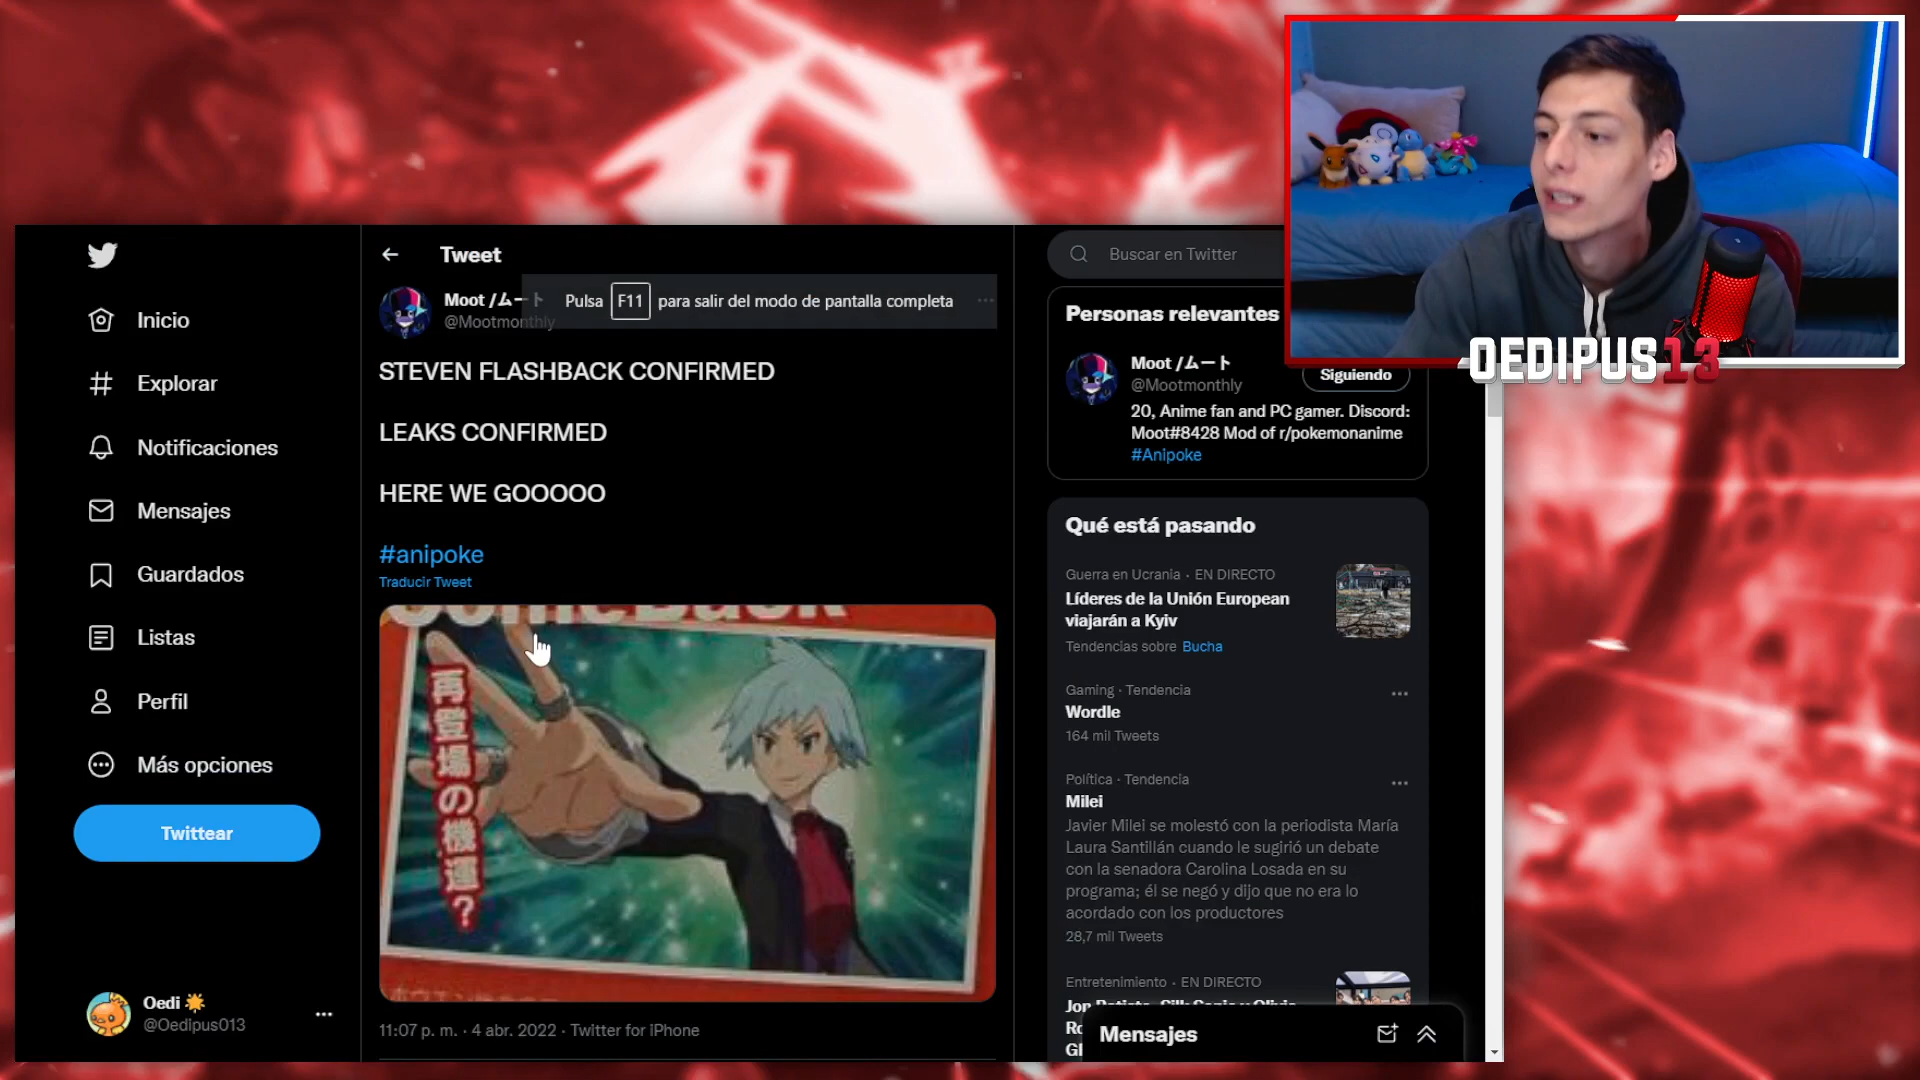 Inicio
Explorar
Notificaciones
Mensajes
Guardados
Listas
Perfil
Más opciones
Twittear
Oedi
@Oedipus013
Tweet
Moot /ムート
@Mootmonthly
Pulsa F11 para salir del modo de pantalla completa
STEVEN FLASHBACK CONFIRMED
LEAKS CONFIRMED
HERE WE GOOOOO
#anipoke
Traducir Tweet
ComeBack
再登場の機運?
11:07 p. m. · 4 abr. 2022 · Twitter for iPhone
Buscar en Twitter
Personas relevantes
Moot /ムート
@Mootmonthly
Siguiendo
20, Anime fan and PC gamer. Discord:
Moot#8428 Mod of r/pokemonanime
#Anipoke
Qué está pasando
Guerra en Ucrania · EN DIRECTO
Líderes de la Unión European
viajarán a Kyiv
Tendencias sobre Bucha
Gaming · Tendencia
Wordle
164 mil Tweets
Política · Tendencia
Milei
Javier Milei se molestó con la periodista María
Laura Santillán cuando le sugirió un debate
con la senadora Carolina Losada en su
programa; él se negó y dijo que no era lo
acordado con los productores
28,7 mil Tweets
Entretenimiento · EN DIRECTO
Mensajes
OEDIPUS13